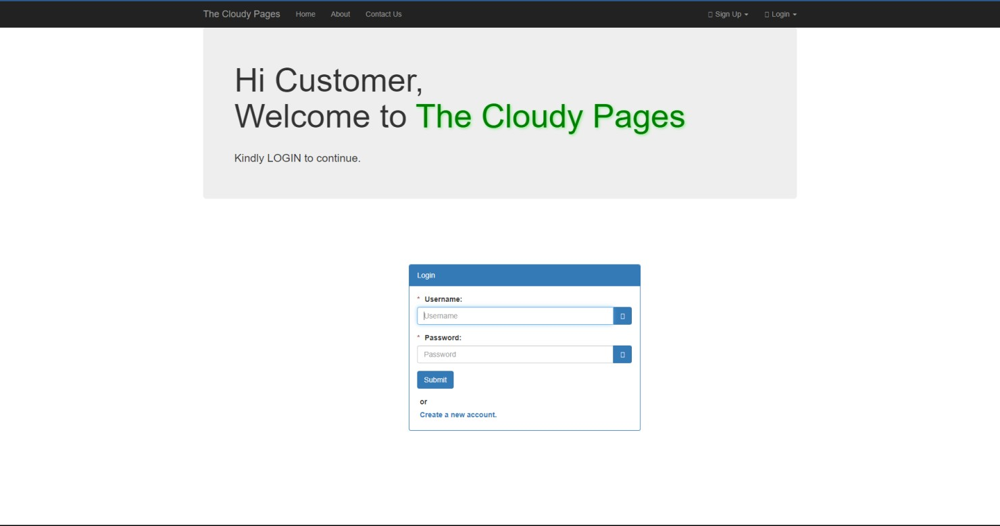 The Cloudy Pages Home About Contact Us Sign Up Login
Hi Customer,
Welcome to The Cloudy Pages
Kindly LOGIN to continue.
Login
* Username:
Username
* Password:
Password
Submit
or
Create a new account.